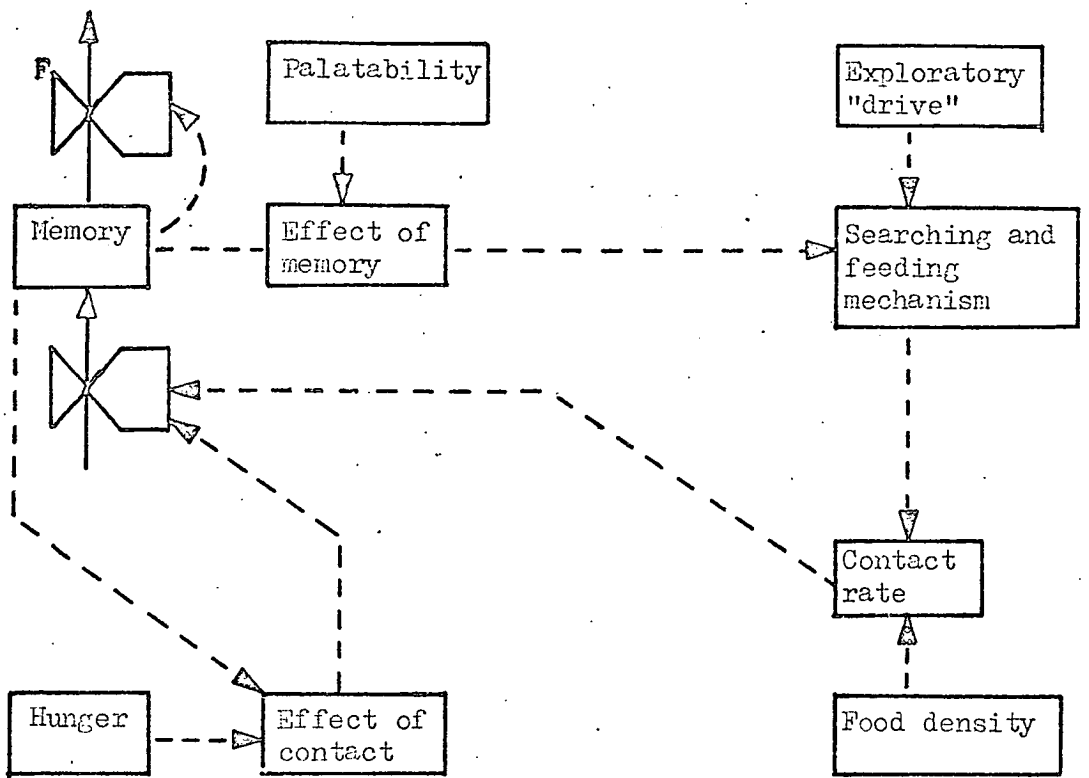 F
Palatability
Exploratory
"drive"
Memory
Effect of
memory
Searching and
feeding
mechanism
Contact
rate
Hunger
Effect of
contact
Food density